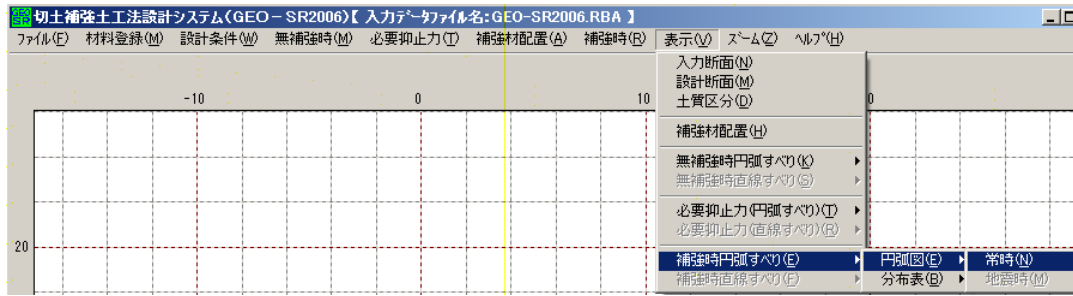 GEO SR 切土補強土工法設計システム(GEO－SR2006)【 入力ﾃﾞｰﾀﾌｧｲﾙ名:GEO-SR2006.RBA 】
ﾌｧｲﾙ(F) 材料登録(M) 設計条件(W) 無補強時(M) 必要抑止力(T) 補強材配置(A) 補強時(R) 表示(V) ｽﾞｰﾑ(Z) ﾍﾙﾌﾟ(H)
入力断面(N)
設計断面(M)
土質区分(D)
-10 0 10 0
補強材配置(H)
無補強時円弧すべり(K)
無補強時直線すべり(S)
必要抑止力(円弧すべり)(T)
必要抑止力(直線すべり)(R)
20
補強時円弧すべり(E) 円弧図(E) 常時(N)
補強時直線すべり(F) 分布表(B) 地震時(M)